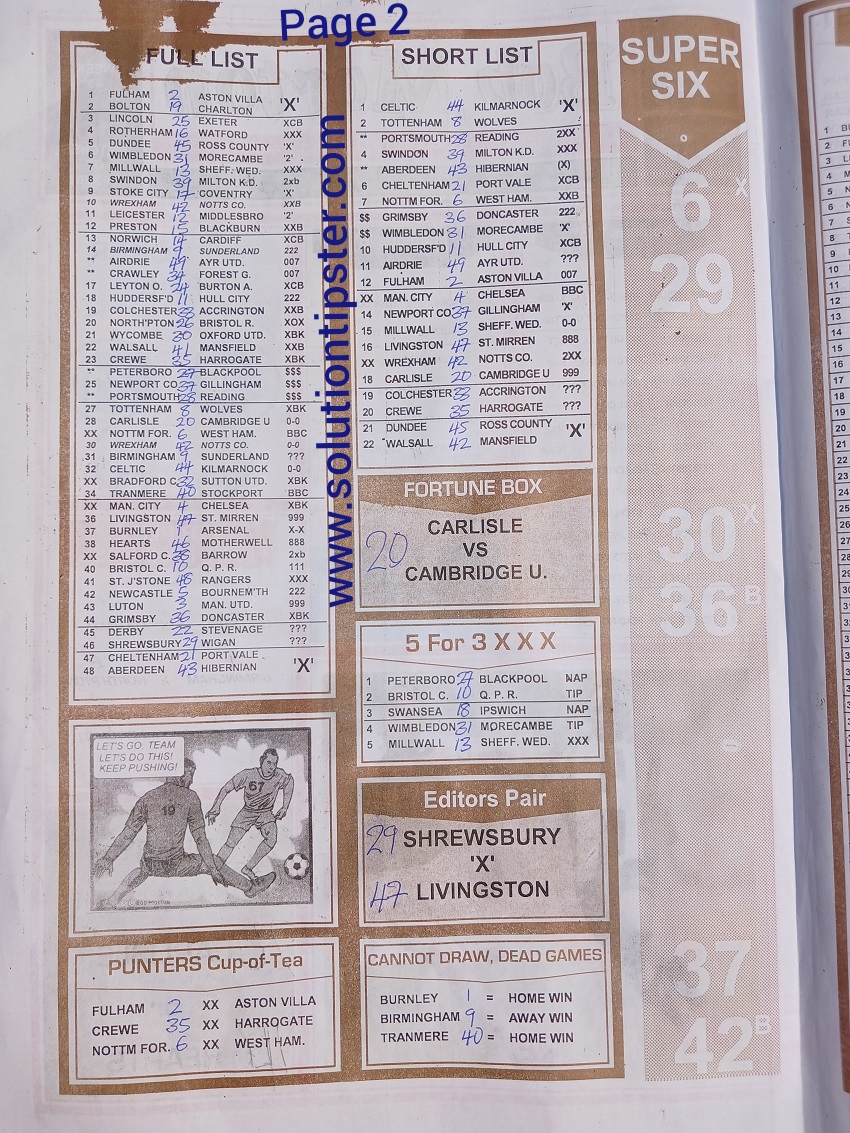 Page 2
FULL LIST
1 FULHAM 2 ASTON VILLA
2 BOLTON 19 CHARLTON 'X'
3 LINCOLN 25 EXETER XCB
4 ROTHERHAM 16 WATFORD XXX
5 DUNDEE 45 ROSS COUNTY 'X'
6 WIMBLEDON 31 MORECAMBE '2'
7 MILLWALL 13 SHEFF. WED. XXX
8 SWINDON 39 MILTON K.D. 2xb
9 STOKE CITY 17 COVENTRY 'X'
10 WREXHAM 42 NOTTS CO. XXB
11 LEICESTER 12 MIDDLESBRO '2'
12 PRESTON 15 BLACKBURN XXB
13 NORWICH 14 CARDIFF XCB
14 BIRMINGHAM 9 SUNDERLAND 222
** AIRDRIE 49 AYR UTD. 007
** CRAWLEY 34 FOREST G. 007
17 LEYTON O. 24 BURTON A. XCB
18 HUDDERSF'D 11 HULL CITY 222
19 COLCHESTER 33 ACCRINGTON XXB
20 NORTH'PTON 26 BRISTOL R. XOX
21 WYCOMBE 30 OXFORD UTD. XBK
22 WALSALL 41 MANSFIELD XXB
23 CREWE 35 HARROGATE XBK
** PETERBORO 27 BLACKPOOL $$$
25 NEWPORT CO 37 GILLINGHAM $$$
** PORTSMOUTH 28 READING $$$
27 TOTTENHAM 8 WOLVES XBK
28 CARLISLE 20 CAMBRIDGE U 0-0
XX NOTTM FOR. 6 WEST HAM. BBC
30 WREXHAM 42 NOTTS CO. 0-0
31 BIRMINGHAM 9 SUNDERLAND ???
32 CELTIC 44 KILMARNOCK 0-0
XX BRADFORD C. 32 SUTTON UTD. XBK
34 TRANMERE 40 STOCKPORT BBC
XX MAN. CITY 4 CHELSEA XBK
36 LIVINGSTON 47 ST. MIRREN 999
37 BURNLEY 1 ARSENAL X-X
38 HEARTS 46 MOTHERWELL 888
XX SALFORD C. 38 BARROW 2xb
40 BRISTOL C. 10 Q. P. R. 111
41 ST. J'STONE 48 RANGERS XXX
42 NEWCASTLE 5 BOURNEM'TH 222
43 LUTON 3 MAN. UTD. 999
44 GRIMSBY 36 DONCASTER XBK
45 DERBY 22 STEVENAGE ???
46 SHREWSBURY 29 WIGAN ???
47 CHELTENHAM 21 PORT VALE
48 ABERDEEN 43 HIBERNIAN 'X'
LET'S GO, TEAM
LET'S DO THIS!
KEEP PUSHING!
19
67
PUNTERS Cup-of-Tea
FULHAM 2 XX ASTON VILLA
CREWE 35 XX HARROGATE
NOTTM FOR. 6 XX WEST HAM.
www.solutiontipster.com
SHORT LIST
1 CELTIC 44 KILMARNOCK 'X'
2 TOTTENHAM 8 WOLVES
** PORTSMOUTH 28 READING 2XX
4 SWINDON 39 MILTON K.D. XXX
** ABERDEEN 43 HIBERNIAN (X)
6 CHELTENHAM 21 PORT VALE XCB
7 NOTTM FOR. 6 WEST HAM. XXB
$$ GRIMSBY 36 DONCASTER 222
$$ WIMBLEDON 31 MORECAMBE 'X'
10 HUDDERSF'D 11 HULL CITY XCB
11 AIRDRIE 49 AYR UTD. ???
12 FULHAM 2 ASTON VILLA 007
XX MAN. CITY 4 CHELSEA BBC
14 NEWPORT CO 37 GILLINGHAM 'X'
15 MILLWALL 13 SHEFF. WED. 0-0
16 LIVINGSTON 47 ST. MIRREN 888
XX WREXHAM 42 NOTTS CO. 2XX
18 CARLISLE 20 CAMBRIDGE U 999
19 COLCHESTER 33 ACCRINGTON ???
20 CREWE 35 HARROGATE ???
21 DUNDEE 45 ROSS COUNTY 'X'
22 WALSALL 42 MANSFIELD
FORTUNE BOX
CARLISLE
20 VS
CAMBRIDGE U.
5 For 3 X X X
1 PETERBORO 27 BLACKPOOL NAP
2 BRISTOL C. 10 Q. P. R. TIP
3 SWANSEA 18 IPSWICH NAP
4 WIMBLEDON 31 MORECAMBE TIP
5 MILLWALL 13 SHEFF. WED. XXX
Editors Pair
29 SHREWSBURY
'X'
47 LIVINGSTON
CANNOT DRAW, DEAD GAMES
BURNLEY 1 = HOME WIN
BIRMINGHAM 9 = AWAY WIN
TRANMERE 40 = HOME WIN
SUPER
SIX
6 X
29
30 X
36 B
37
42 B